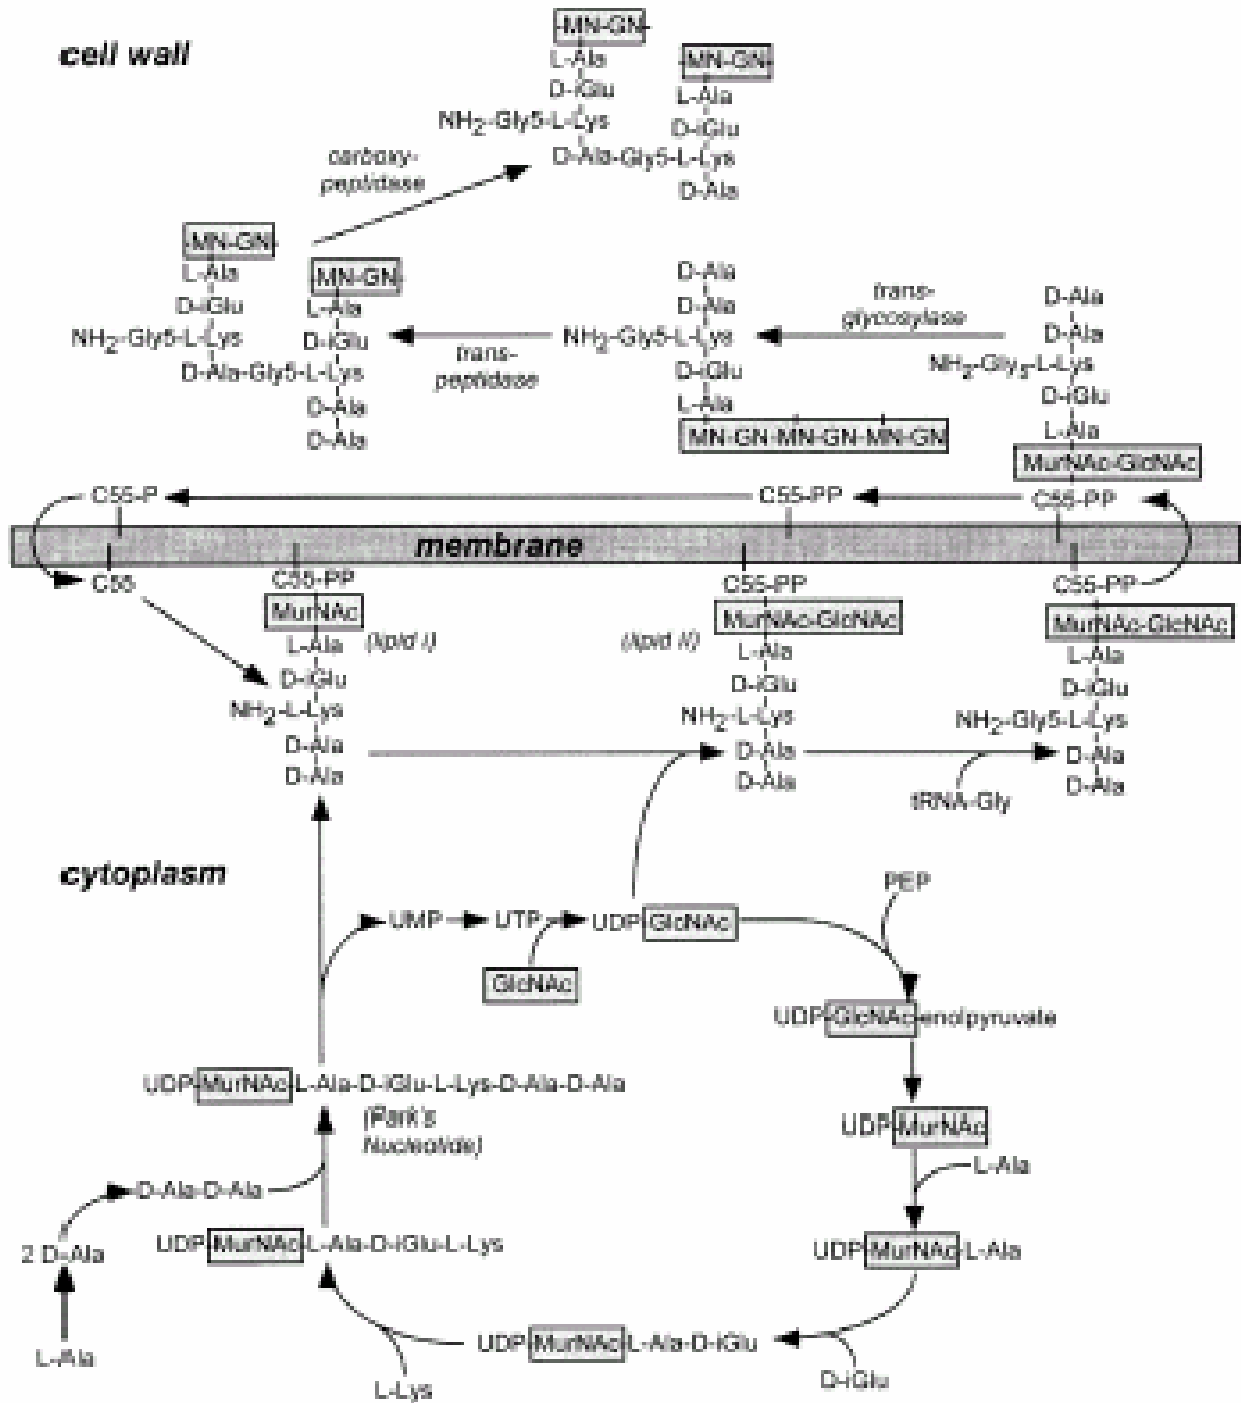 cell wall
-MN-GN-
L-Ala
D-iGlu
NH2-Gly5-L-Lys
D-Ala-Gly5-L-Lys
-MN-GN-
L-Ala
D-iGlu
D-Ala
carboxy-
peptidase
-MN-GN-
L-Ala
D-iGlu
NH2-Gly5-L-Lys
D-Ala-Gly5-L-Lys
-MN-GN-
L-Ala
D-iGlu
D-Ala
D-Ala
trans-
peptidase
D-Ala
D-Ala
NH2-Gly5-L-Lys
D-iGlu
L-Ala
MN-GN-MN-GN-MN-GN
trans-
glycosylase
D-Ala
D-Ala
NH2-Gly5-L-Lys
D-iGlu
L-Ala
MurNAc-GlcNAc
C55-P
C55-PP
C55-PP
membrane
C55
C55-PP
MurNAc
L-Ala
(lipid I)
D-iGlu
NH2-L-Lys
D-Ala
D-Ala
C55-PP
MurNAc-GlcNAc
(lipid II)
L-Ala
D-iGlu
NH2-L-Lys
D-Ala
D-Ala
C55-PP
MurNAc-GlcNAc
L-Ala
D-iGlu
NH2-Gly5-L-Lys
D-Ala
D-Ala
tRNA-Gly
cytoplasm
PEP
UMP
UTP
UDP-GlcNAc
GlcNAc
UDP-GlcNAc-enolpyruvate
UDP-MurNAc-L-Ala-D-iGlu-L-Lys-D-Ala-D-Ala
(Park's
Nucleotide)
UDP-MurNAc
L-Ala
D-Ala-D-Ala
2 D-Ala
UDP-MurNAc-L-Ala-D-iGlu-L-Lys
UDP-MurNAc-L-Ala
L-Ala
UDP-MurNAc-L-Ala-D-iGlu
D-iGlu
L-Lys